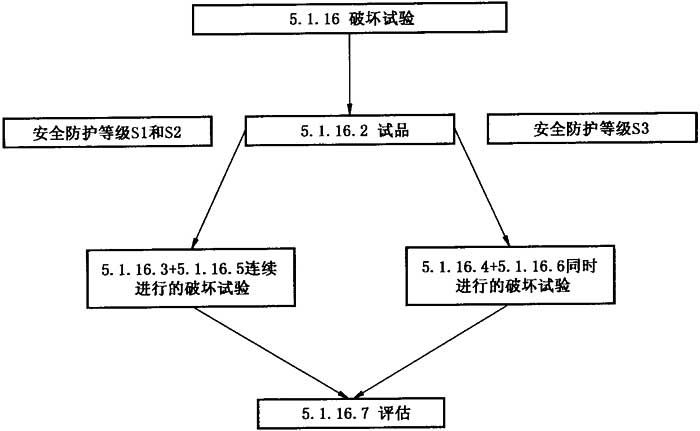 5.1.16 破坏试验
安全防护等级S1和S2
5.1.16.2 试品
安全防护等级S3
5.1.16.3+5.1.16.5连续
进行的破坏试验
5.1.16.4+5.1.16.6同时
进行的破坏试验
5.1.16.7 评估